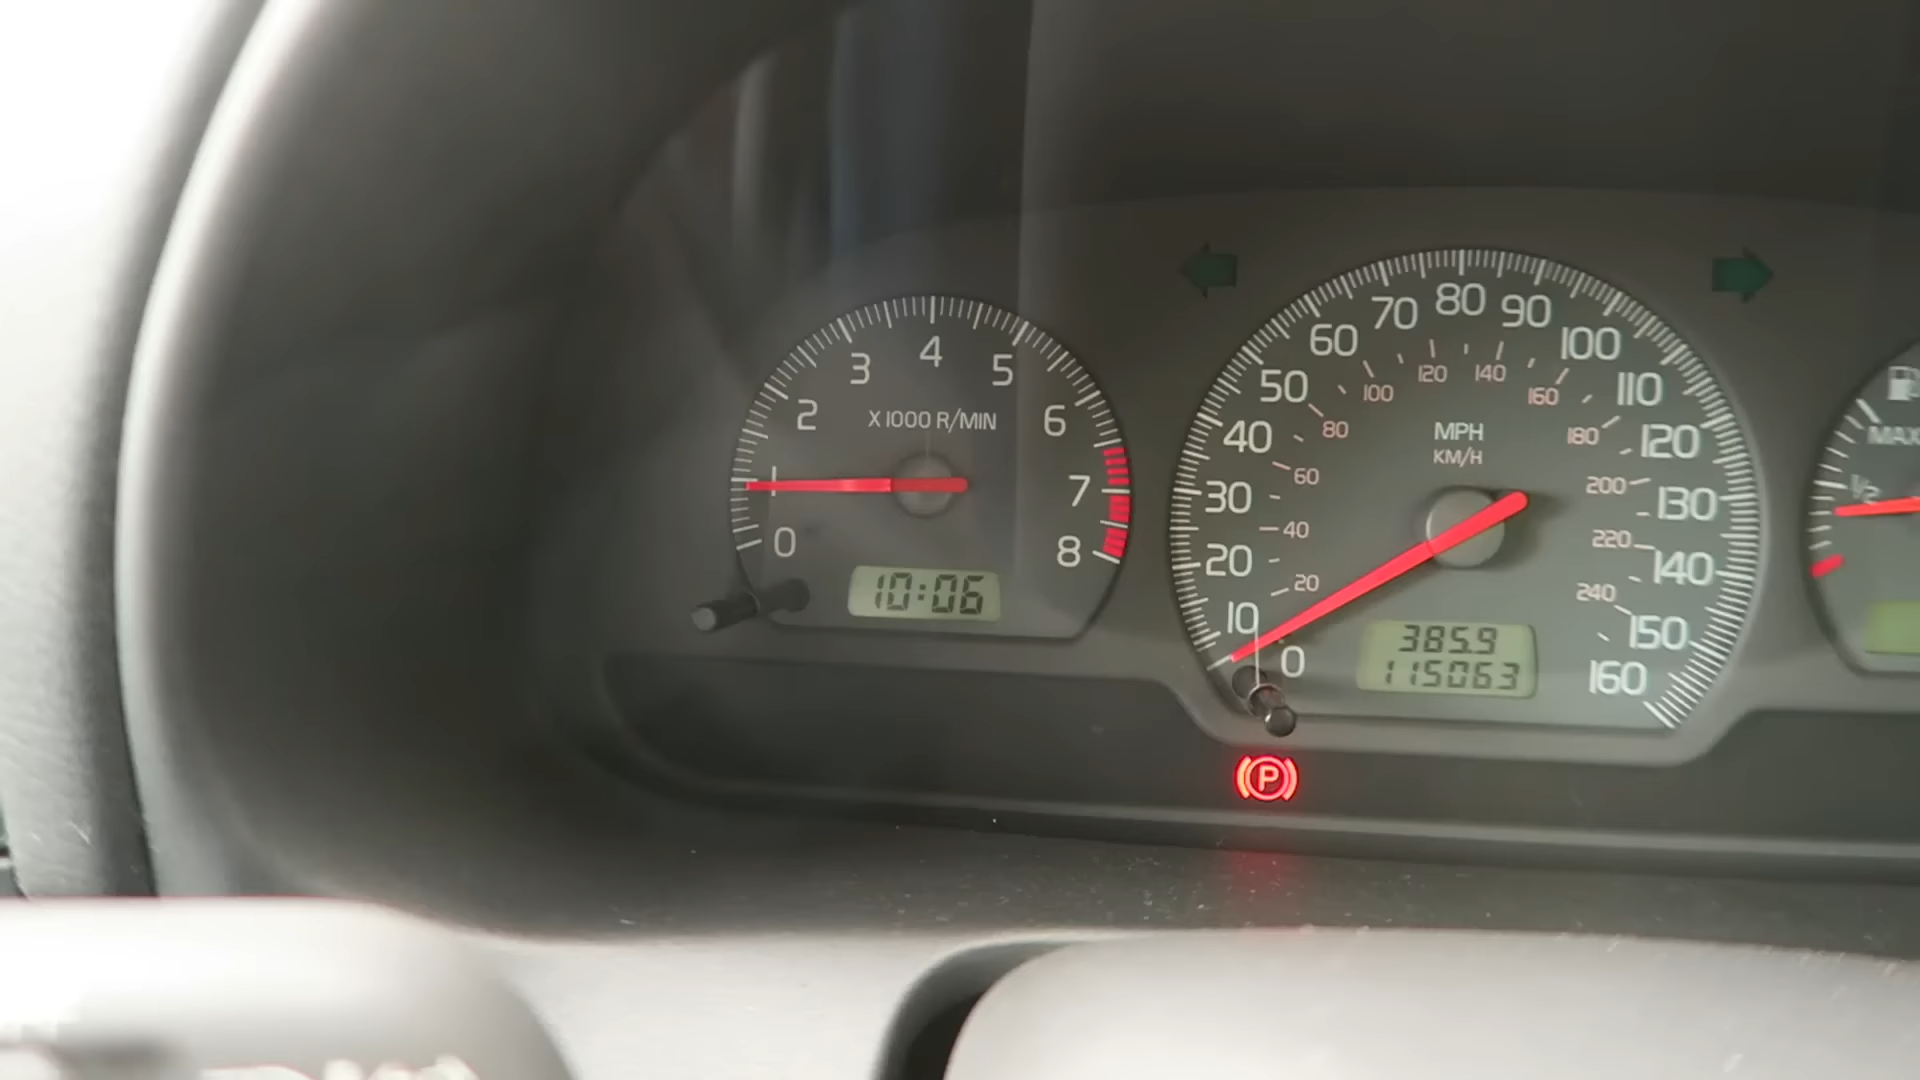 0 1 2 3 4 5 6 7 8
X 1000 R/MIN
10:06
0 10 20 30 40 50 60 70 80 90 100 110 120 130 140 150 160
20 40 60 80 100 120 140 160 180 200 220 240
MPH
KM/H
385.9
115063
P
MAX
1/2